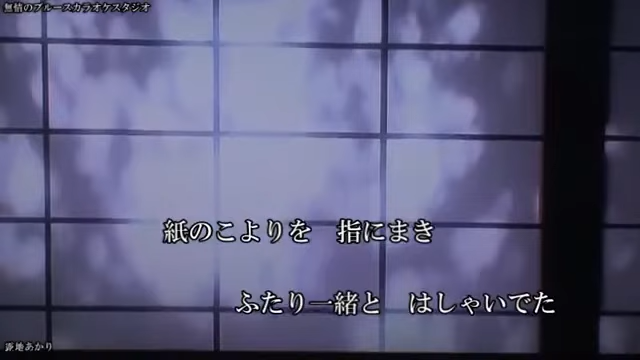 無情のブルースカラオケスタジオ
紙のこよりを　指にまき
ふたり一緒と　はしゃいでた
露地あかり